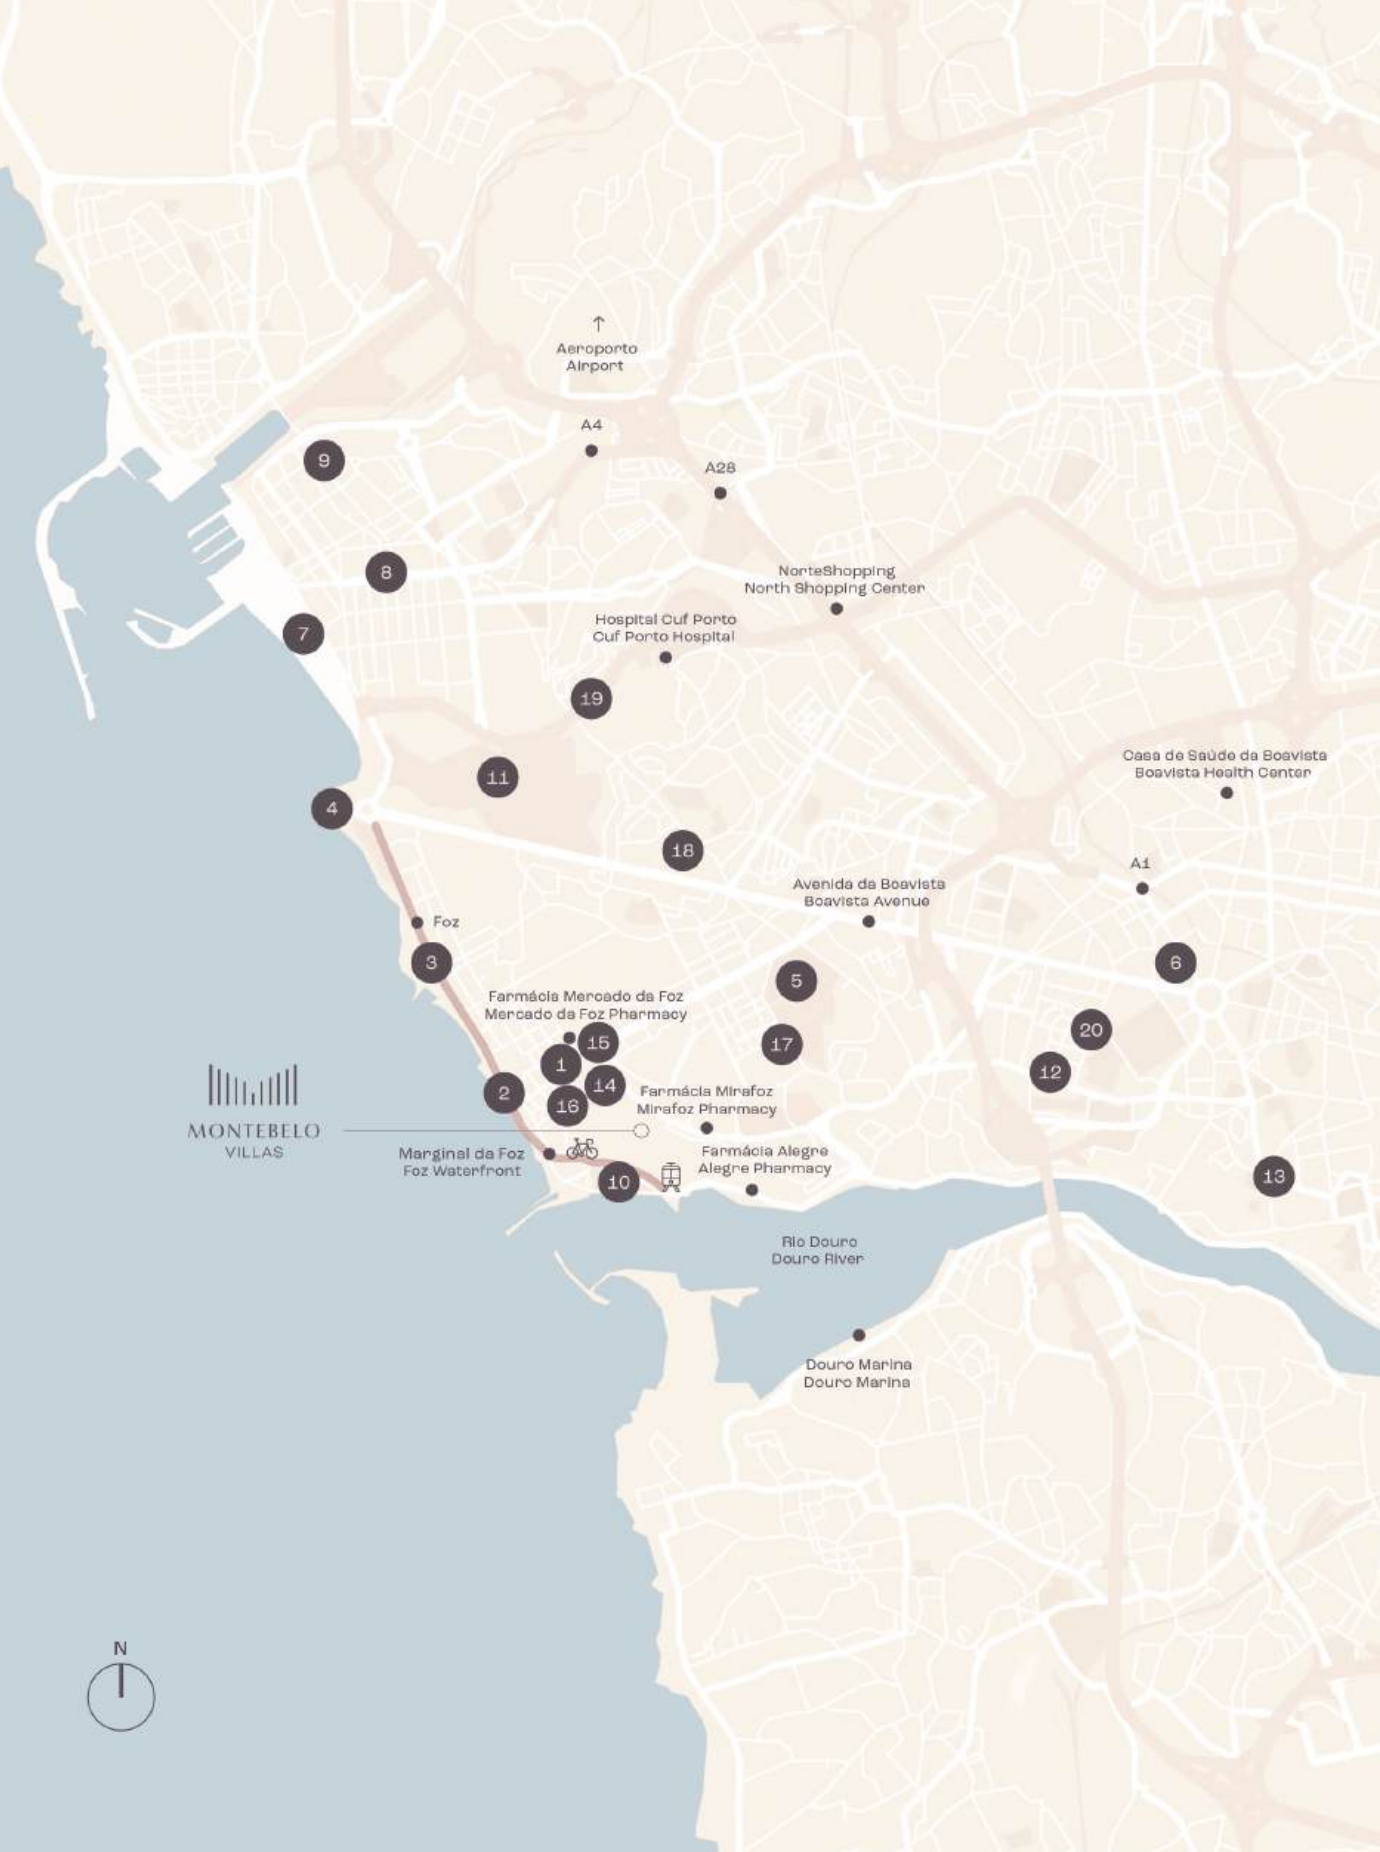 Aeroporto
Airport
A4
9
A28
8
NorteShopping
North Shopping Center
Hospital Cuf Porto
Cuf Porto Hospital
7
19
Casa de Saúde da Boavista
Boavista Health Center
11
4
18
A1
Avenida da Boavista
Boavista Avenue
Foz
3
6
5
Farmácia Mercado da Foz
Mercado da Foz Pharmacy
20
15
17
1
12
14
2
Farmácia Mirafoz
Mirafoz Pharmacy
16
MONTEBELO
VILLAS
Marginal da Foz
Foz Waterfront
Farmácia Alegre
Alegre Pharmacy
13
10
Rio Douro
Douro River
Douro Marina
Douro Marina
N